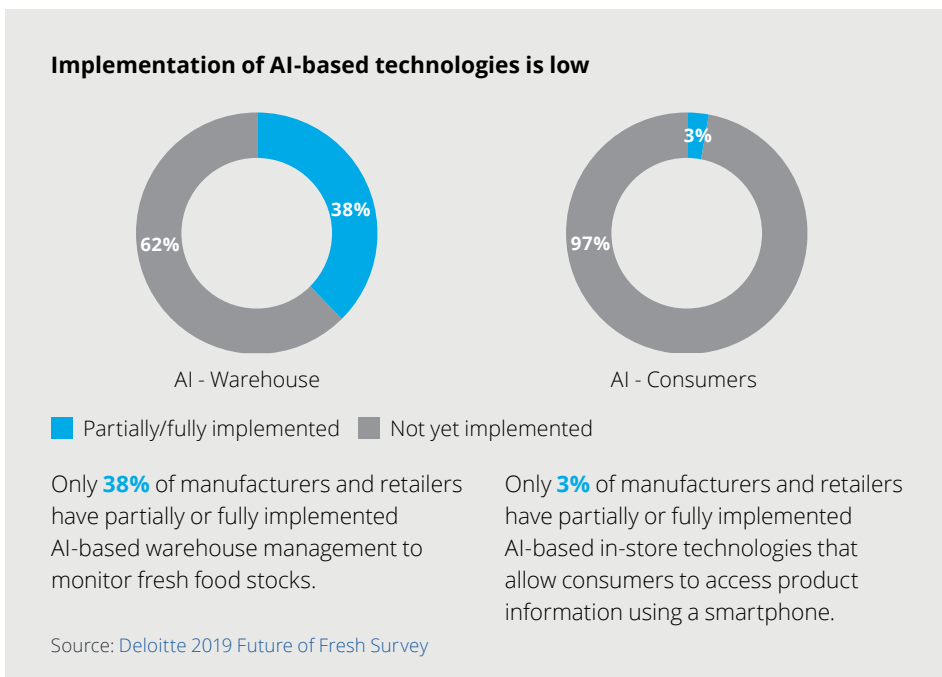 Implementation of AI-based technologies is low
3%
38%
62%
97%
AI - Warehouse
AI - Consumers
Partially/fully implemented
Not yet implemented
Only 38% of manufacturers and retailers
have partially or fully implemented
AI-based warehouse management to
monitor fresh food stocks.
Only 3% of manufacturers and retailers
have partially or fully implemented
AI-based in-store technologies that
allow consumers to access product
information using a smartphone.
Source: Deloitte 2019 Future of Fresh Survey